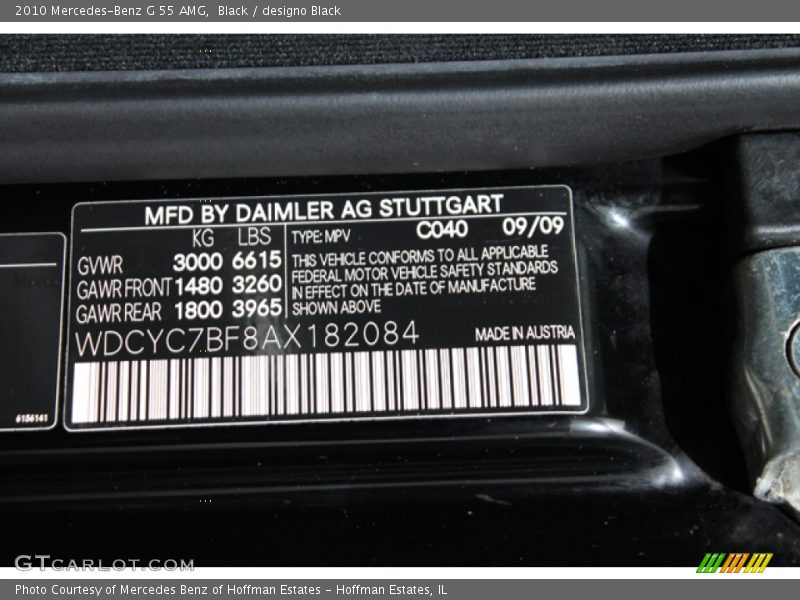 2010 Mercedes-Benz G 55 AMG, Black / designo Black
MFD BY DAIMLER AG STUTTGART
KG LBS
GVWR 3000 6615
GAWR FRONT 1480 3260
GAWR REAR 1800 3965
TYPE: MPV C040 09/09
THIS VEHICLE CONFORMS TO ALL APPLICABLE
FEDERAL MOTOR VEHICLE SAFETY STANDARDS
IN EFFECT ON THE DATE OF MANUFACTURE
SHOWN ABOVE
WDCYC7BF8AX182084 MADE IN AUSTRIA
6156141
GTCARLOT.COM
Photo Courtesy of Mercedes Benz of Hoffman Estates - Hoffman Estates, IL